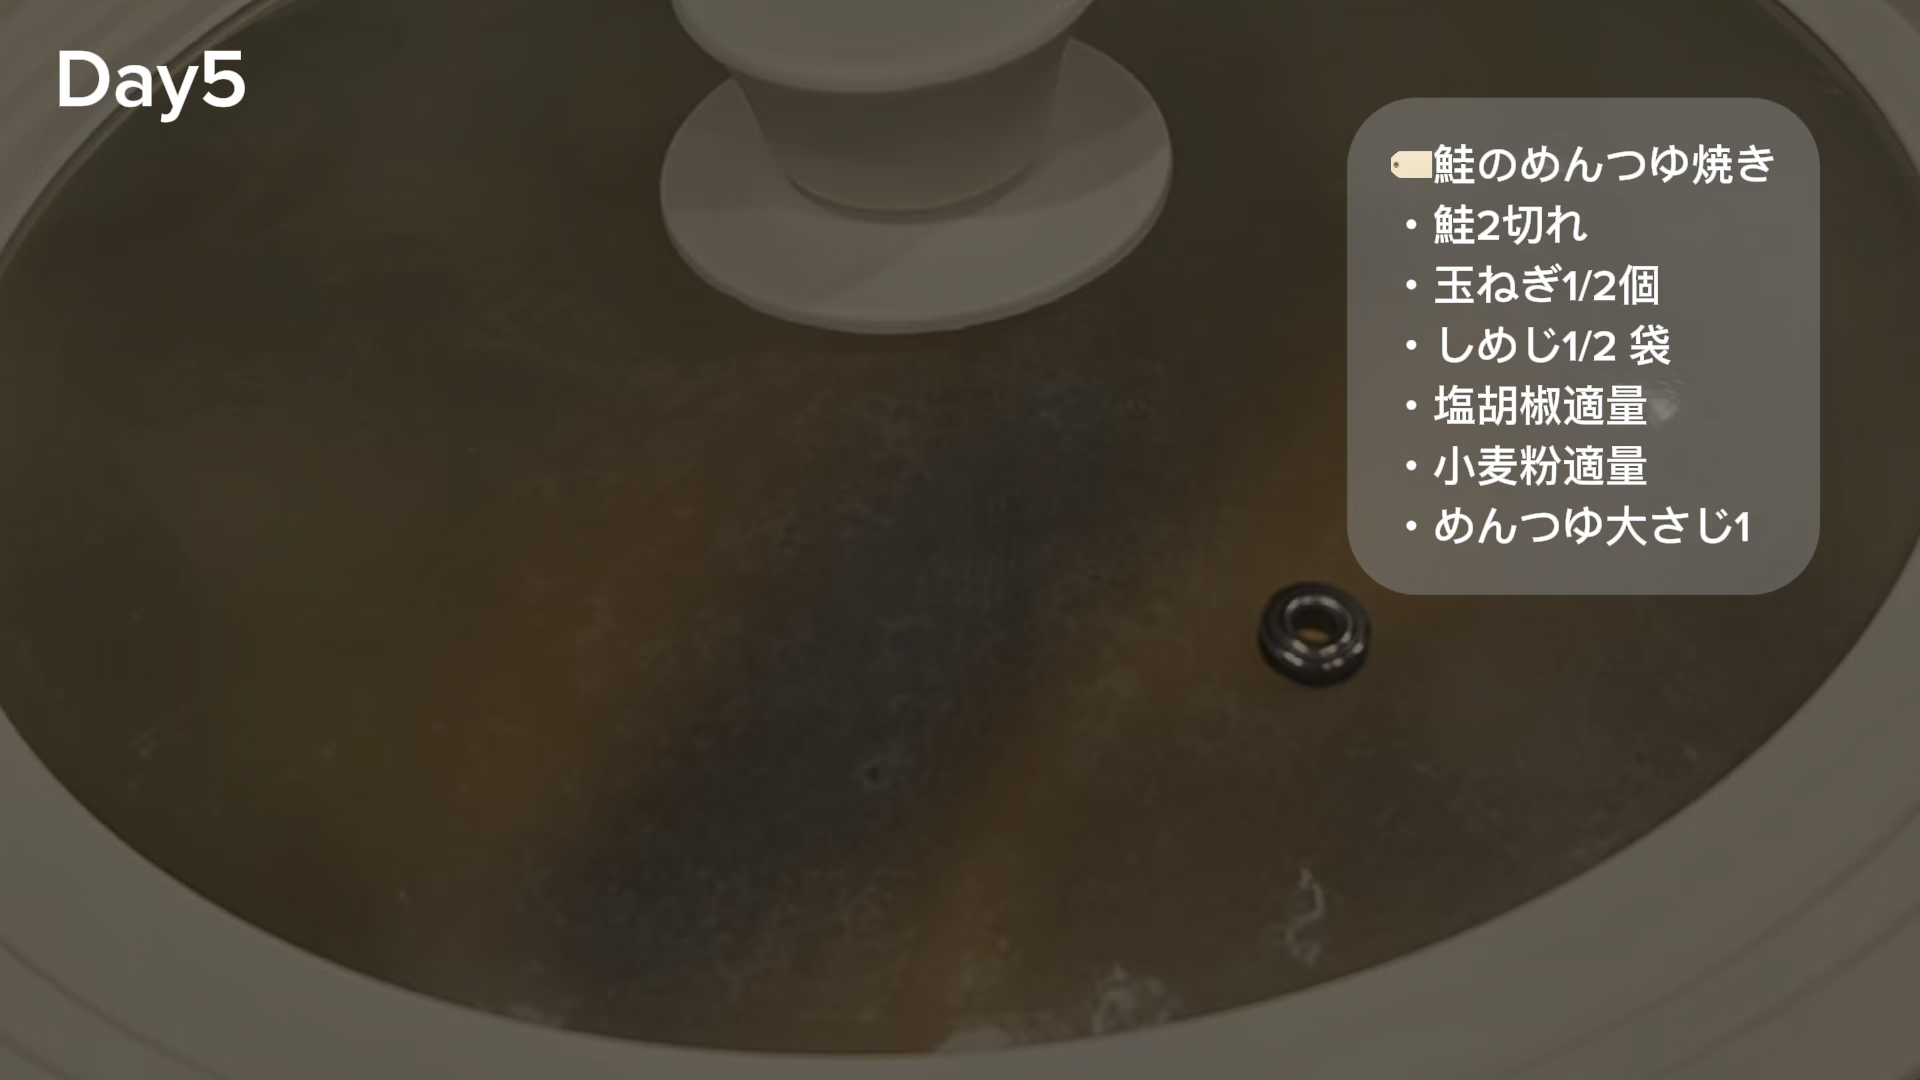 Day5
🏷鮭のめんつゆ焼き
・鮭2切れ
・玉ねぎ1/2個
・しめじ1/2 袋
・塩胡椒適量
・小麦粉適量
・めんつゆ大さじ1